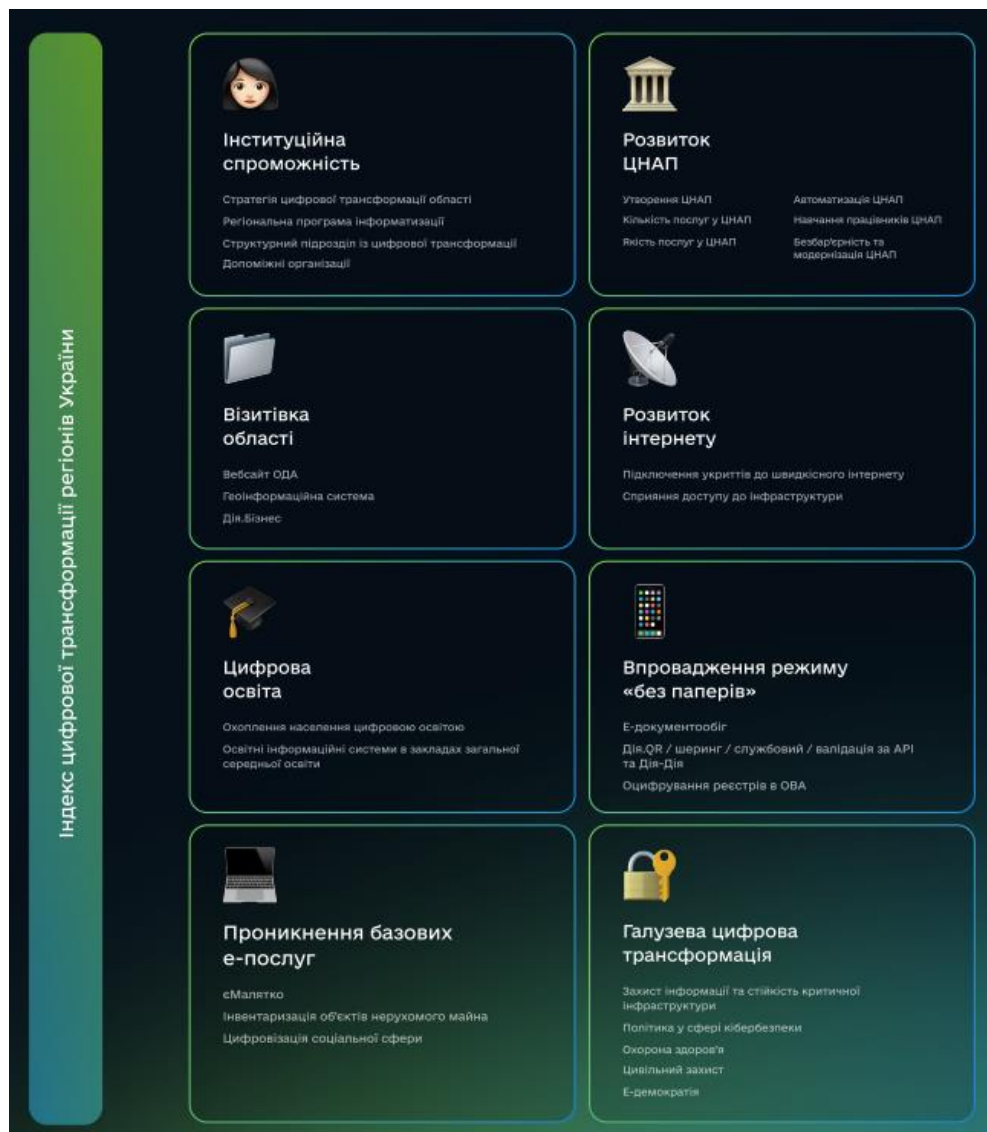 Індекс цифрової трансформації регіонів України
Інституційна
спроможність
Стратегія цифрової трансформації області
Регіональна програма інформатизації
Структурний підрозділ із цифрової трансформації
Допоміжні організації
Розвиток
ЦНАП
Утворення ЦНАП
Кількість послуг у ЦНАП
Якість послуг у ЦНАП
Автоматизація ЦНАП
Навчання працівників ЦНАП
Безбар'єрність та
модернізація ЦНАП
Візитівка
області
Вебсайт ОДА
Геоінформаційна система
Дія.Бізнес
Розвиток
інтернету
Підключення укриттів до швидкісного інтернету
Сприяння доступу до інфраструктури
Цифрова
освіта
Охоплення населення цифровою освітою
Освітні інформаційні системи в закладах загальної
середньої освіти
Впровадження режиму
«без паперів»
Е-документообіг
Дія.QR / шеринг / службовий / валідація за АРІ
та Дія-Дія
Оцифрування реєстрів в ОВА
Проникнення базових
е-послуг
єМалятко
Інвентаризація об'єктів нерухомого майна
Цифровізація соціальної сфери
Галузева цифрова
трансформація
Захист інформації та стійкість критичної
інфраструктури
Політика у сфері кібербезпеки
Охорона здоров'я
Цивільний захист
Е-демократія